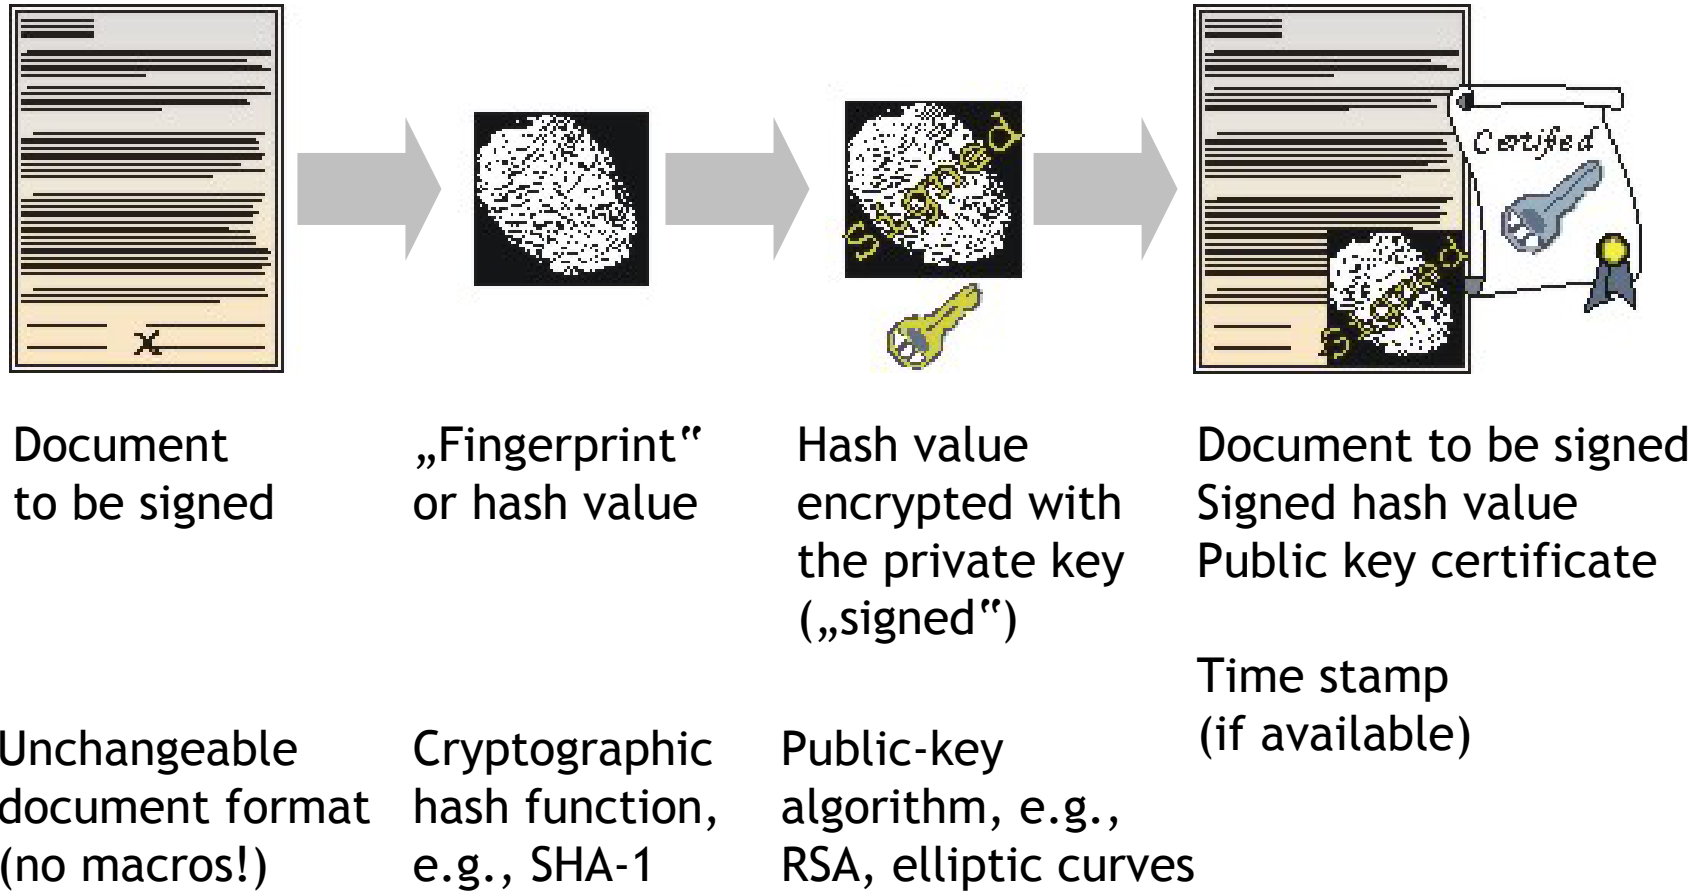 Certified
Signed
Signed
Document
to be signed
„Fingerprint“
or hash value
Hash value
encrypted with
the private key
(„signed“)
Document to be signed
Signed hash value
Public key certificate
Time stamp
(if available)
Unchangeable
document format
(no macros!)
Cryptographic
hash function,
e.g., SHA-1
Public-key
algorithm, e.g.,
RSA, elliptic curves